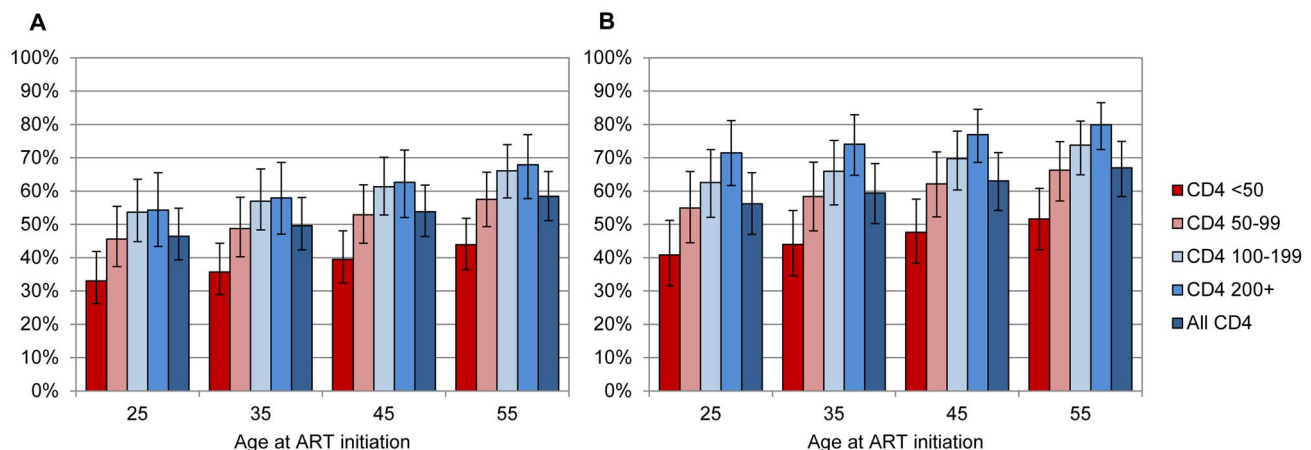 A
100%
90%
80%
70%
60%
50%
40%
30%
20%
10%
0%
25 35 45 55
Age at ART initiation
B
100%
90%
80%
70%
60%
50%
40%
30%
20%
10%
0%
25 35 45 55
Age at ART initiation
CD4 <50
CD4 50-99
CD4 100-199
CD4 200+
All CD4